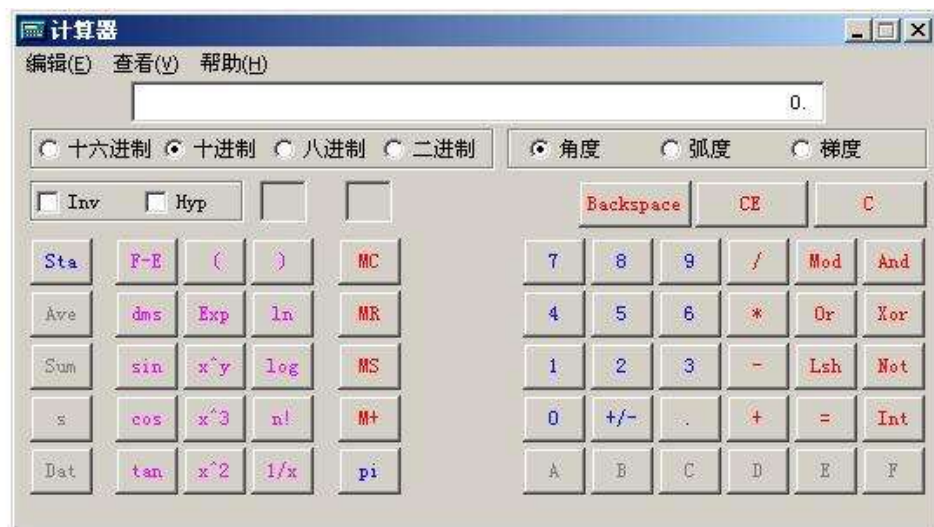 计算器
编辑(E) 查看(V) 帮助(H)
0.
十六进制 十进制 八进制 二进制 角度 弧度 梯度
Inv Hyp Backspace CE C
Sta F-E ( ) MC 7 8 9 / Mod And
Ave dms Exp ln MR 4 5 6 * Or Xor
Sum sin x^y log MS 1 2 3 - Lsh Not
s cos x^3 n! M+ 0 +/- . + = Int
Dat tan x^2 1/x pi A B C D E F